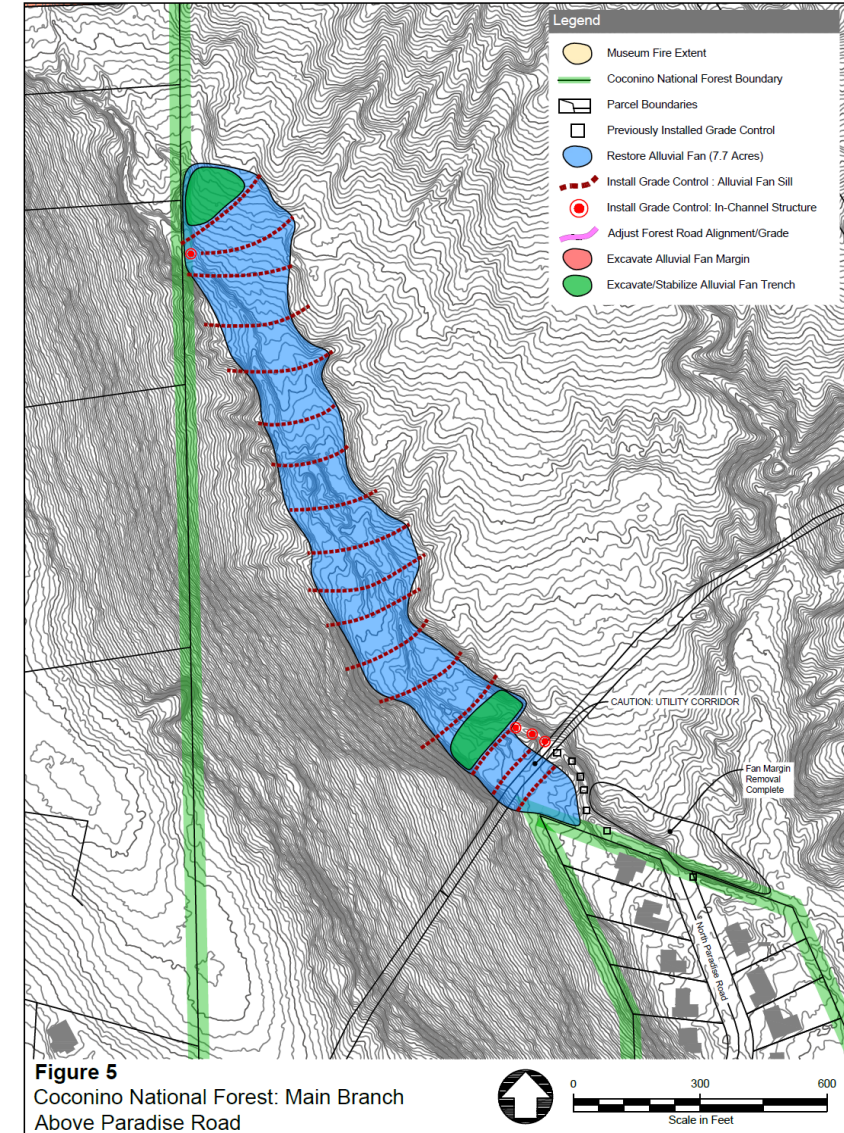 Legend
Museum Fire Extent
Coconino National Forest Boundary
Parcel Boundaries
Previously Installed Grade Control
Restore Alluvial Fan (7.7 Acres)
Install Grade Control : Alluvial Fan Sill
Install Grade Control: In-Channel Structure
Adjust Forest Road Alignment/Grade
Excavate Alluvial Fan Margin
Excavate/Stabilize Alluvial Fan Trench
CAUTION: UTILITY CORRIDOR
Fan Margin
Removal
Complete
North Paradise Road
Figure 5
Coconino National Forest: Main Branch
Above Paradise Road
0 300 600
Scale in Feet